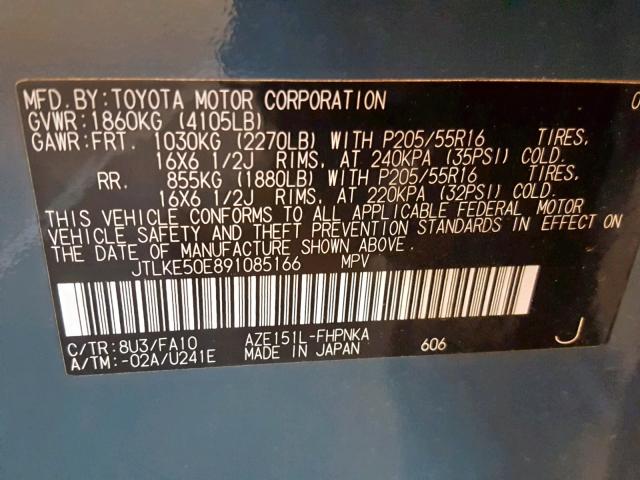 MFD.BY:TOYOTA MOTOR CORPORATION
GVWR:1860KG(4105LB)
GAWR:FRT. 1030KG(2270LB)WITH P205/55R16 TIRES,
16X6 1/2J RIMS, AT 240KPA(35PSI)COLD.
RR. 855KG(1880LB)WITH P205/55R16 TIRES,
16X6 1/2J RIMS, AT 220KPA(32PSI)COLD.
THIS VEHICLE CONFORMS TO ALL APPLICABLE FEDERAL MOTOR
VEHICLE SAFETY AND THEFT PREVENTION STANDARDS IN EFFECT ON
THE DATE OF MANUFACTURE SHOWN ABOVE.
JTLKE50E891085166 MPV
C/TR:8U3/FA10 AZE151L-FHPNKA
A/TM:-02A/U241E MADE IN JAPAN 606 J